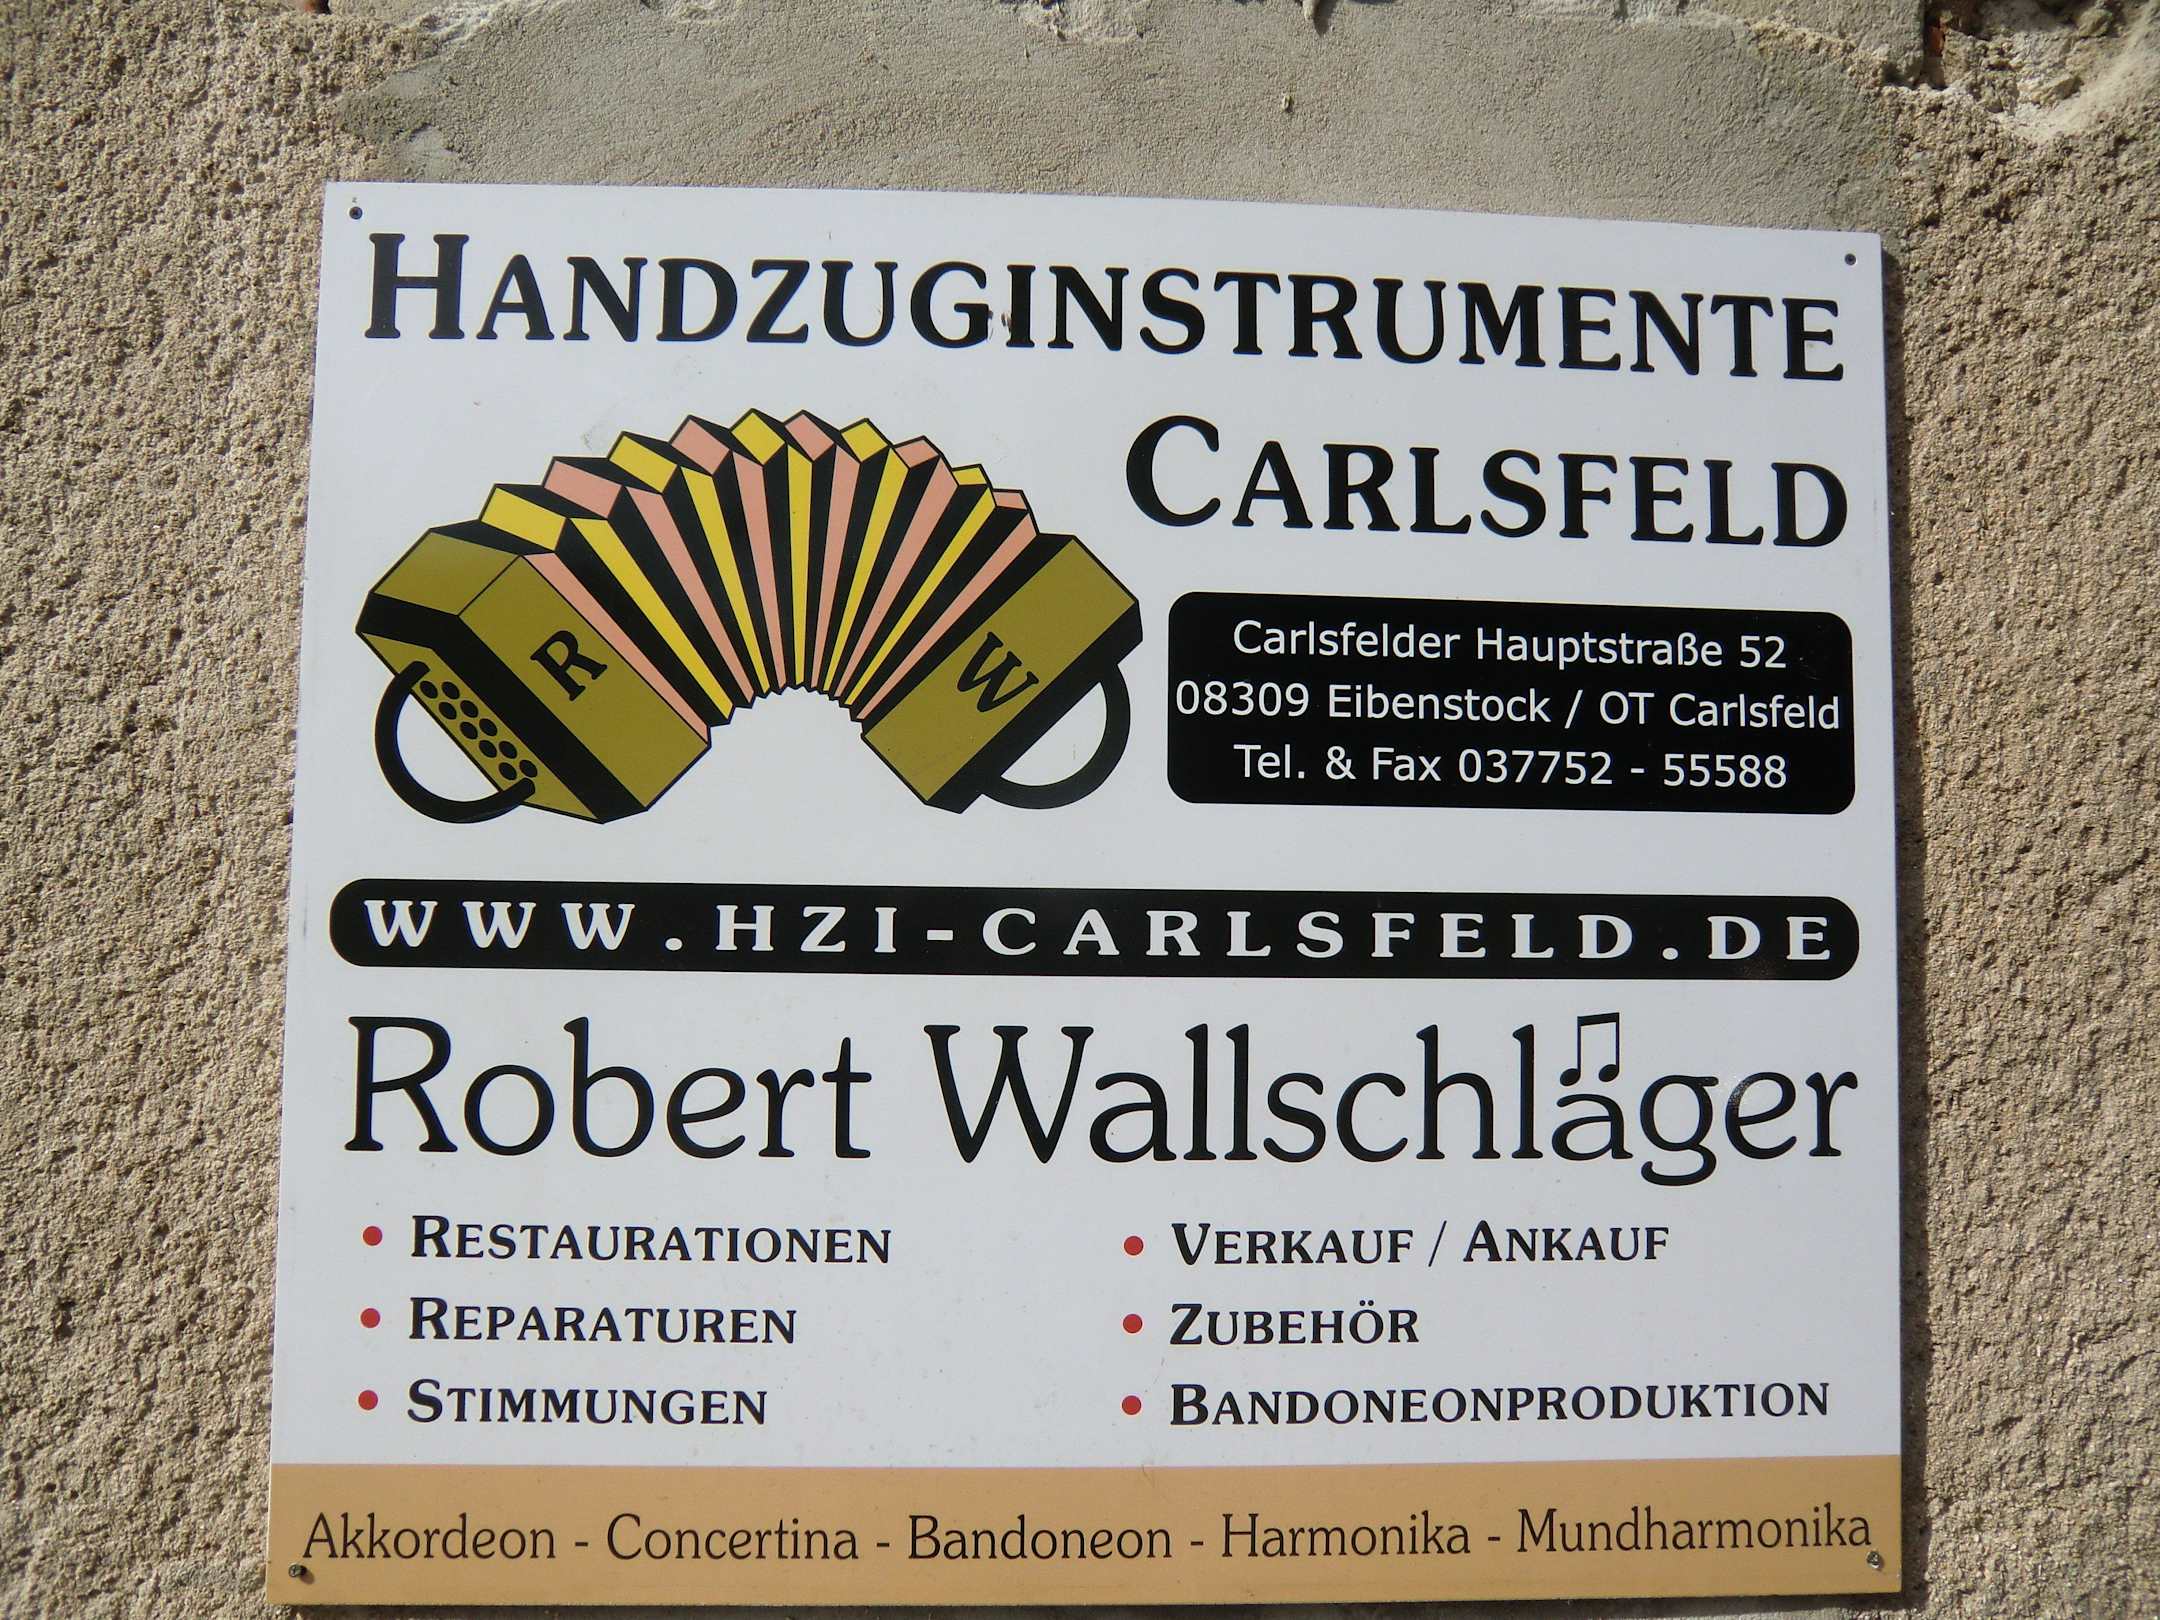 HANDZUGINSTRUMENTE
CARLSFELD
R W
Carlsfelder Hauptstraße 52
08309 Eibenstock / OT Carlsfeld
Tel. & Fax 037752 - 55588
WWW.HZI-CARLSFELD.DE
Robert Wallschläger
• RESTAURATIONEN
• REPARATUREN
• STIMMUNGEN
• VERKAUF / ANKAUF
• ZUBEHÖR
• BANDONEONPRODUKTION
Akkordeon - Concertina - Bandoneon - Harmonika - Mundharmonika